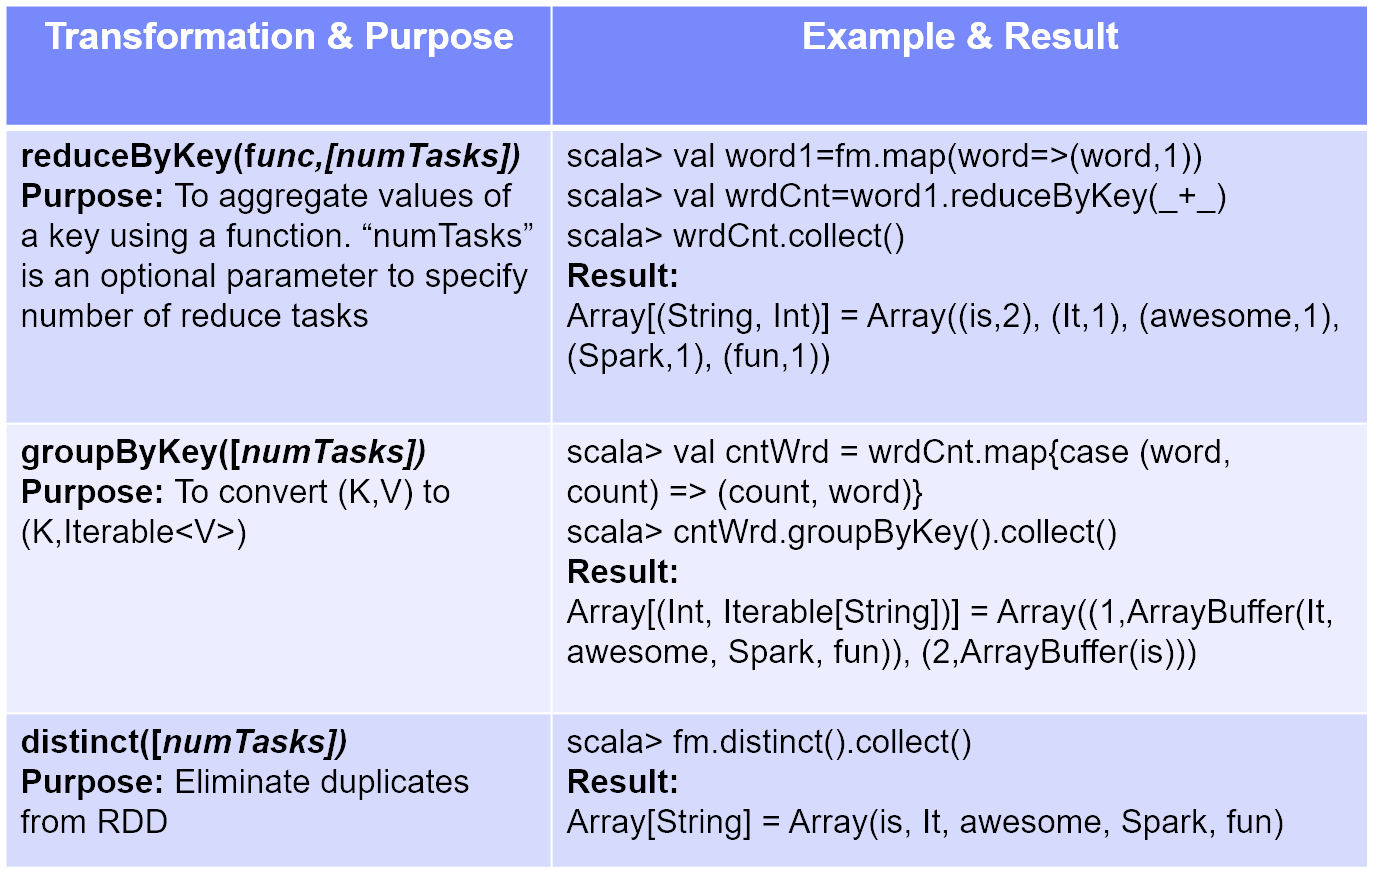 Transformation & Purpose
Example & Result
reduceByKey(func,[numTasks])
Purpose: To aggregate values of
a key using a function. “numTasks”
is an optional parameter to specify
number of reduce tasks
scala> val word1=fm.map(word=>(word,1))
scala> val wrdCnt=word1.reduceByKey(_+_)
scala> wrdCnt.collect()
Result:
Array[(String, Int)] = Array((is,2), (It,1), (awesome,1),
(Spark,1), (fun,1))
groupByKey([numTasks])
Purpose: To convert (K,V) to
(K,Iterable<V>)
scala> val cntWrd = wrdCnt.map{case (word,
count) => (count, word)}
scala> cntWrd.groupByKey().collect()
Result:
Array[(Int, Iterable[String])] = Array((1,ArrayBuffer(It,
awesome, Spark, fun)), (2,ArrayBuffer(is)))
distinct([numTasks])
Purpose: Eliminate duplicates
from RDD
scala> fm.distinct().collect()
Result:
Array[String] = Array(is, It, awesome, Spark, fun)